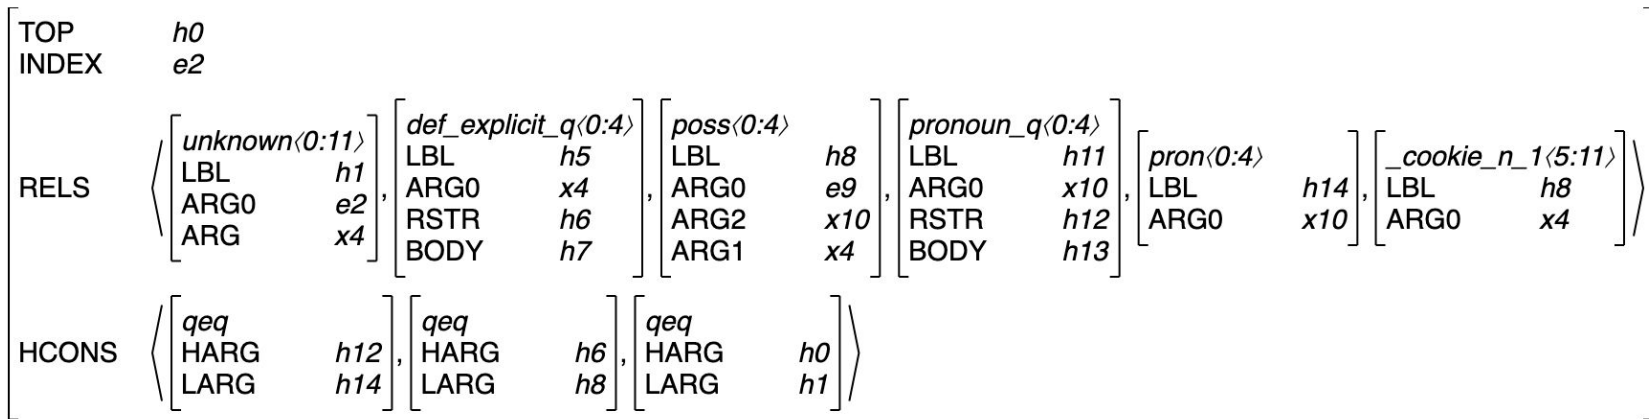 TOP h0
INDEX e2
unknown⟨0:11⟩ def_explicit_q⟨0:4⟩ poss⟨0:4⟩ pronoun_q⟨0:4⟩
LBL h1 LBL h5 LBL h8 LBL h11 pron⟨0:4⟩ _cookie_n_1⟨5:11⟩
RELS ⟨ ARG0 e2 , ARG0 x4 , ARG0 e9 , ARG0 x10 , LBL h14 , LBL h8 ⟩
ARG x4 RSTR h6 ARG2 x10 RSTR h12 ARG0 x10 ARG0 x4
BODY h7 ARG1 x4 BODY h13
qeq qeq qeq
HCONS ⟨ HARG h12 , HARG h6 , HARG h0 ⟩
LARG h14 LARG h8 LARG h1